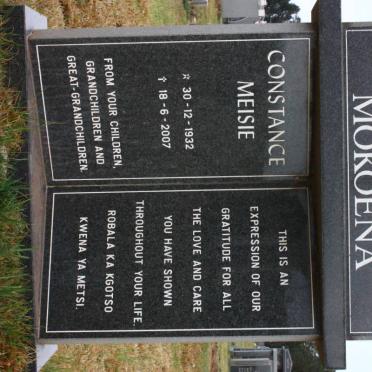 MOKOENA
CONSTANCE
MEISIE
☆ 30-12-1932
✞ 18-6-2007
FROM YOUR CHILDREN,
GRANDCHILDREN AND
GREAT-GRANDCHILDREN.
THIS IS AN
EXPRESSION OF OUR
GRATITUDE FOR ALL
THE LOVE AND CARE
YOU HAVE SHOWN
THROUGHOUT YOUR LIFE.
ROBALA KA KGOTSO
KWENA YA METSI.